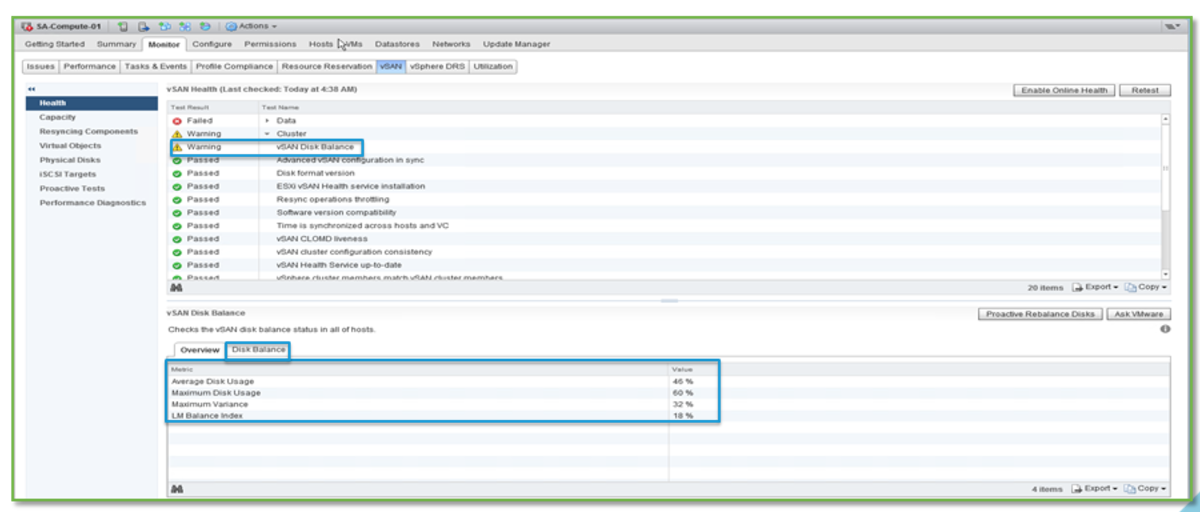 SA-Compute-01 Actions
Getting Started Summary Monitor Configure Permissions Hosts VMs Datastores Networks Update Manager
Issues Performance Tasks & Events Profile Compliance Resource Reservation vSAN vSphere DRS Utilization
Health
Capacity
Resyncing Components
Virtual Objects
Physical Disks
iSCSI Targets
Proactive Tests
Performance Diagnostics
vSAN Health (Last checked: Today at 4:38 AM) Enable Online Health Retest
Test Result Test Name
Failed Data
Warning Cluster
Warning vSAN Disk Balance
Passed Advanced vSAN configuration in sync
Passed Disk format version
Passed ESXi vSAN Health service installation
Passed Resync operations throttling
Passed Software version compatibility
Passed Time is synchronized across hosts and VC
Passed vSAN CLOMD liveness
Passed vSAN cluster configuration consistency
Passed vSAN Health Service up-to-date
Passed vSphere cluster members match vSAN cluster members
20 items Export Copy
vSAN Disk Balance Proactive Rebalance Disks Ask VMware
Checks the vSAN disk balance status in all of hosts.
Overview Disk Balance
Metric Value
Average Disk Usage 46 %
Maximum Disk Usage 60 %
Maximum Variance 32 %
LM Balance Index 18 %
4 items Export Copy